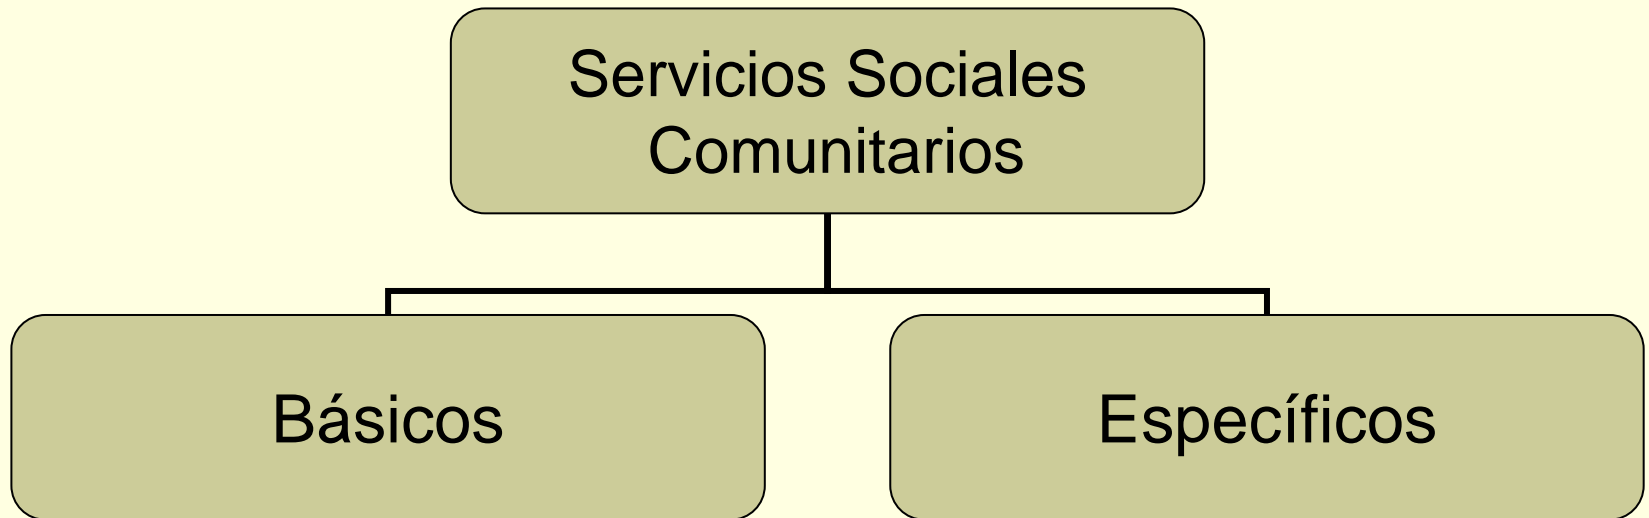 Servicios Sociales
Comunitarios
Básicos
Específicos